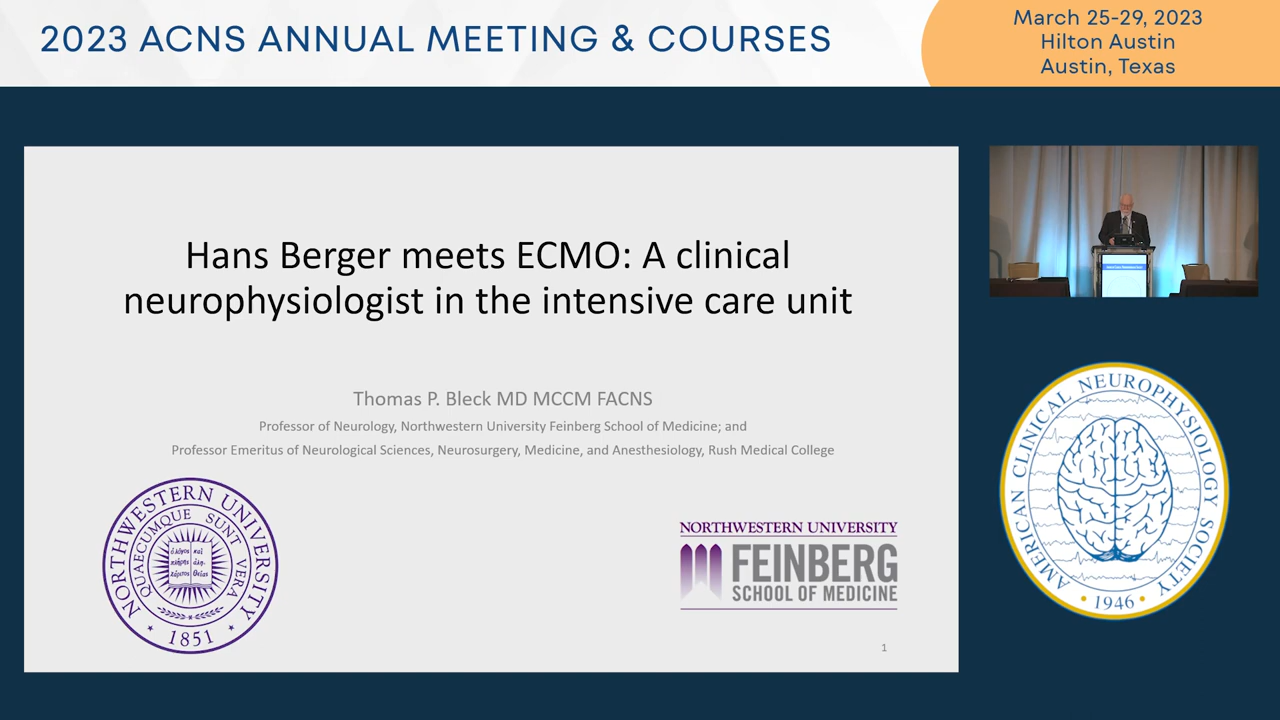 2023 ACNS ANNUAL MEETING & COURSES
March 25-29, 2023
Hilton Austin
Austin, Texas
Hans Berger meets ECMO: A clinical
neurophysiologist in the intensive care unit
Thomas P. Bleck MD MCCM FACNS
Professor of Neurology, Northwestern University Feinberg School of Medicine; and
Professor Emeritus of Neurological Sciences, Neurosurgery, Medicine, and Anesthesiology, Rush Medical College
NORTHWESTERN UNIVERSITY
QUAECUMQUE SUNT VERA
1851
NORTHWESTERN UNIVERSITY
FEINBERG
SCHOOL OF MEDICINE
1
AMERICAN CLINICAL NEUROPHYSIOLOGY SOCIETY
• 1946 •